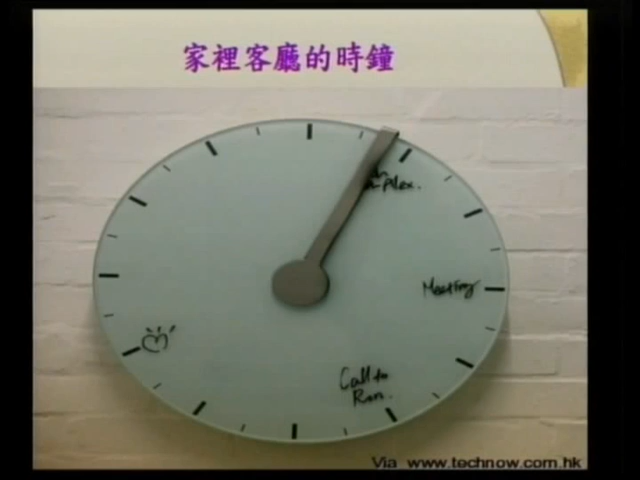 家裡客廳的時鐘
Meeting
Call to
Ron.
Via www.technow.com.hk